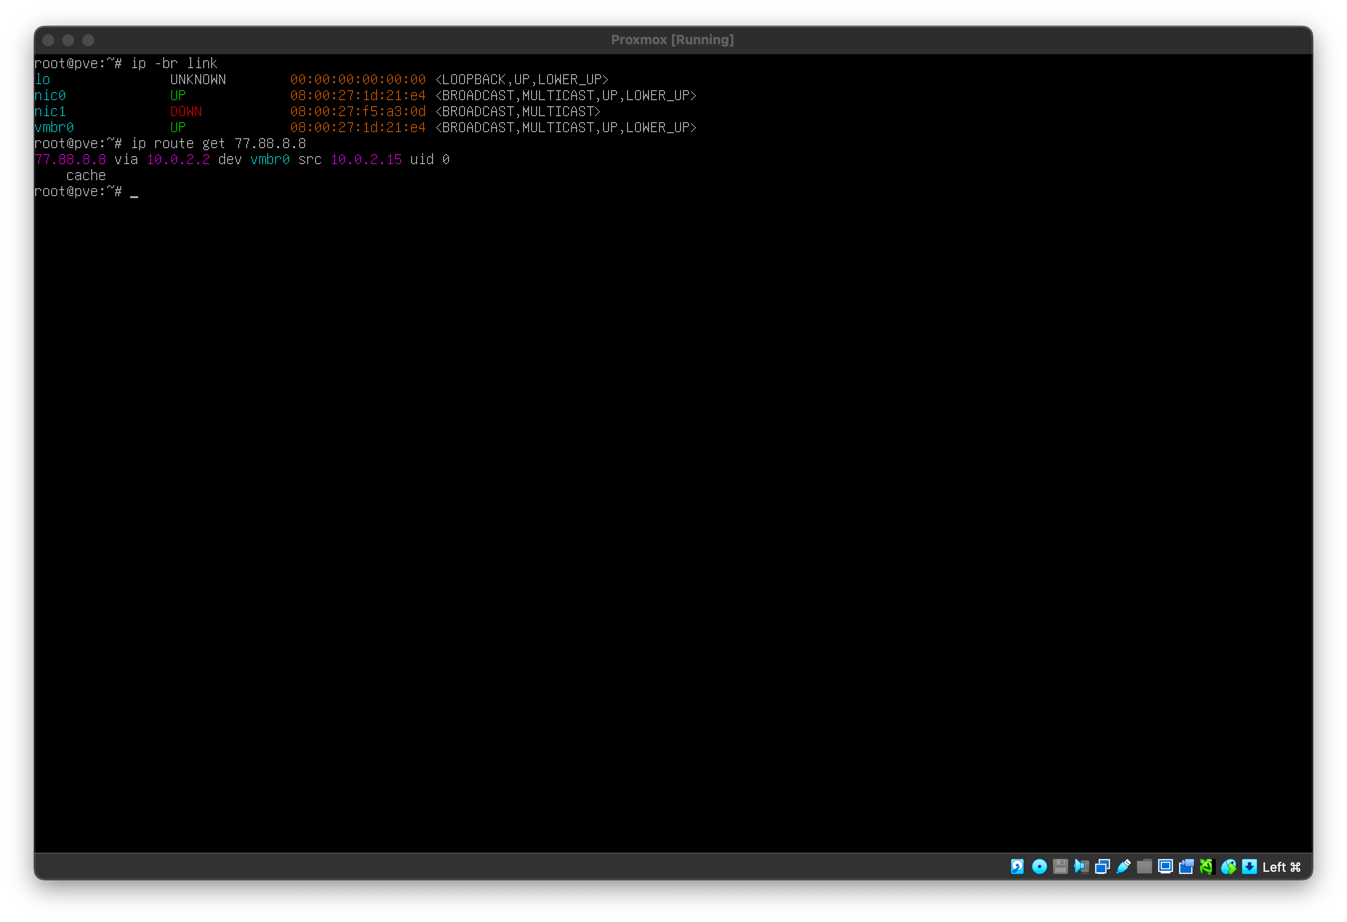 Proxmox [Running]
root@pve:~# ip -br link
lo UNKNOWN 00:00:00:00:00:00 <LOOPBACK,UP,LOWER_UP>
nic0 UP 08:00:27:1d:21:e4 <BROADCAST,MULTICAST,UP,LOWER_UP>
nic1 DOWN 08:00:27:f5:a3:0d <BROADCAST,MULTICAST>
vmbr0 UP 08:00:27:1d:21:e4 <BROADCAST,MULTICAST,UP,LOWER_UP>
root@pve:~# ip route get 77.88.8.8
77.88.8.8 via 10.0.2.2 dev vmbr0 src 10.0.2.15 uid 0
    cache
root@pve:~# _
Left ⌘